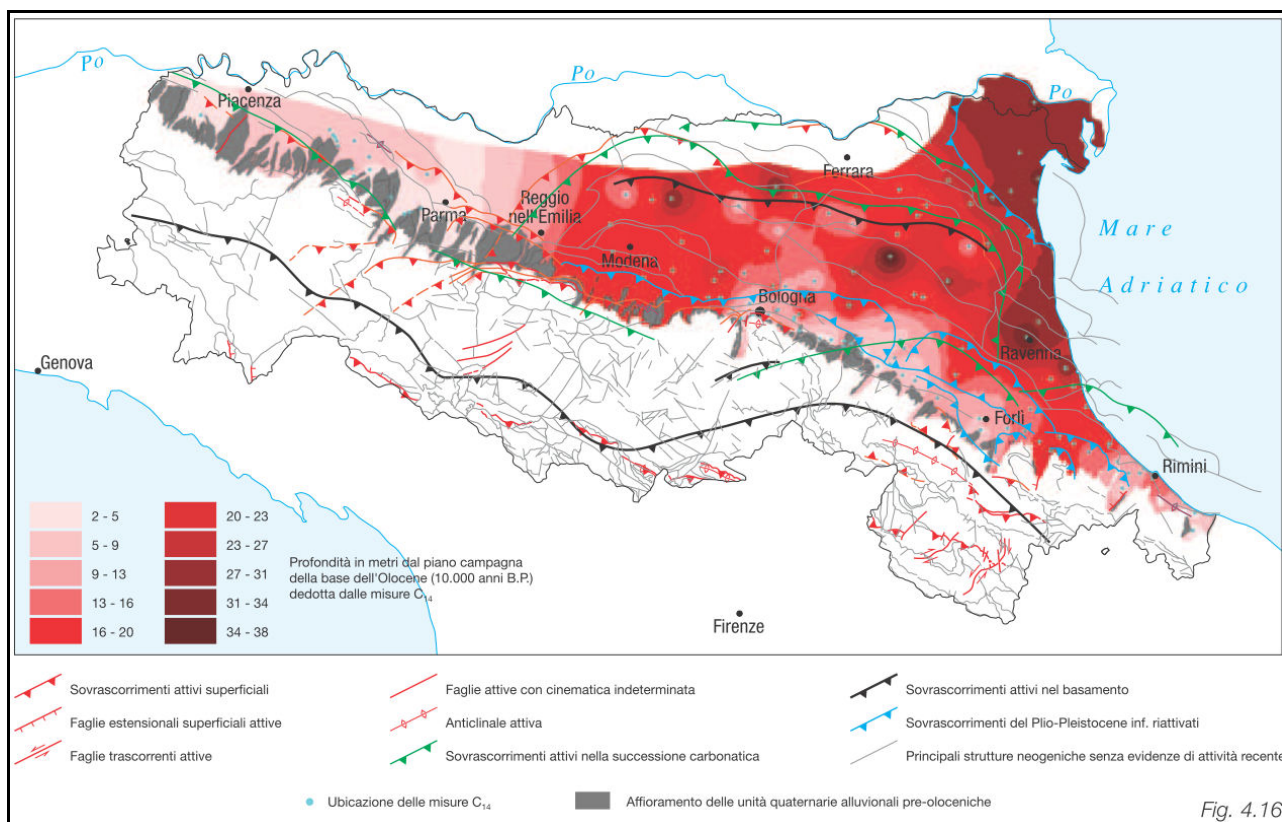 Po
Po
Po
Piacenza
Parma
Reggio
nell'Emilia
Modena
Bologna
Ferrara
Ravenna
Forlì
Rimini
Genova
Firenze
Mare
Adriatico
2 - 5
5 - 9
9 - 13
13 - 16
16 - 20
20 - 23
23 - 27
27 - 31
31 - 34
34 - 38
Profondità in metri dal piano campagna
della base dell'Olocene (10.000 anni B.P.)
dedotta dalle misure C₁₄
Sovrascorrimenti attivi superficiali
Faglie estensionali superficiali attive
Faglie trascorrenti attive
Faglie attive con cinematica indeterminata
Anticlinale attiva
Sovrascorrimenti attivi nella successione carbonatica
Sovrascorrimenti attivi nel basamento
Sovrascorrimenti del Plio-Pleistocene inf. riattivati
Principali strutture neogeniche senza evidenze di attività recente
Ubicazione delle misure C₁₄
Affioramento delle unità quaternarie alluvionali pre-oloceniche
Fig. 4.16